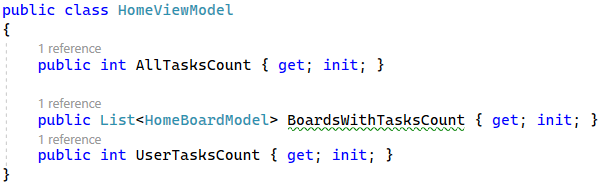 public class HomeViewModel
{
1 reference
public int AllTasksCount { get; init; }
1 reference
public List<HomeBoardModel> BoardsWithTasksCount { get; init; }
1 reference
public int UserTasksCount { get; init; }
}